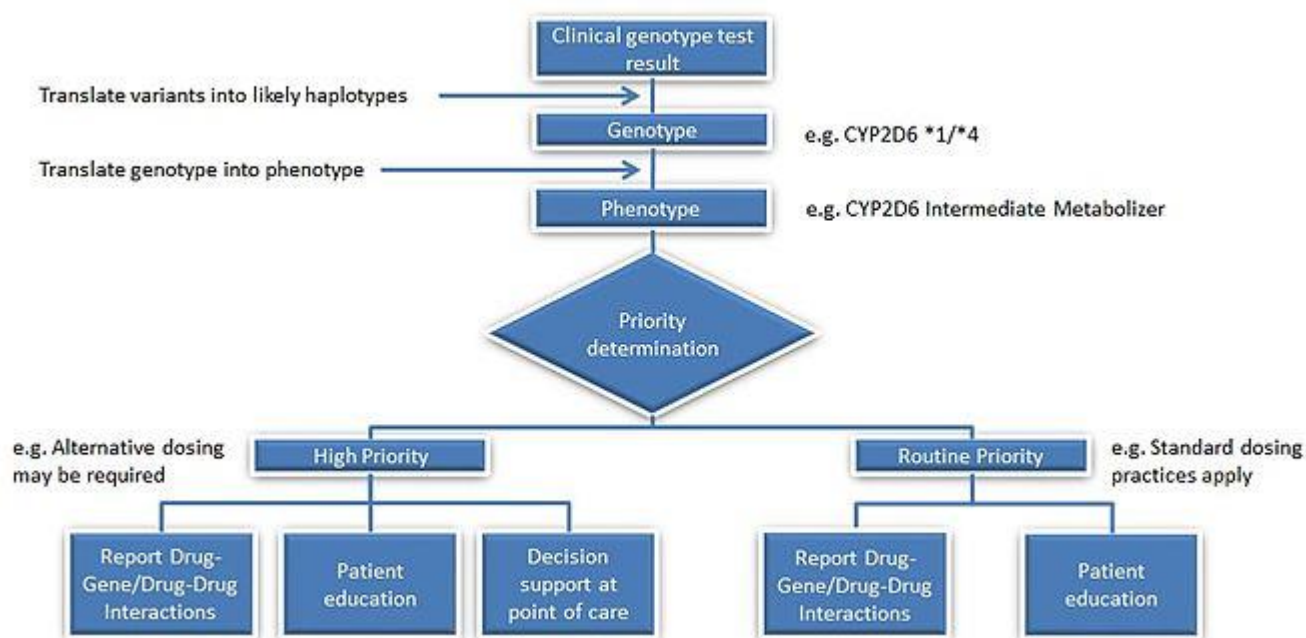 Clinical genotype test
result
Translate variants into likely haplotypes
Genotype
e.g. CYP2D6 *1/*4
Translate genotype into phenotype
Phenotype
e.g. CYP2D6 Intermediate Metabolizer
Priority
determination
e.g. Alternative dosing
may be required
High Priority
Routine Priority
e.g. Standard dosing
practices apply
Report Drug-
Gene/Drug-Drug
Interactions
Patient
education
Decision
support at
point of care
Report Drug-
Gene/Drug-Drug
Interactions
Patient
education